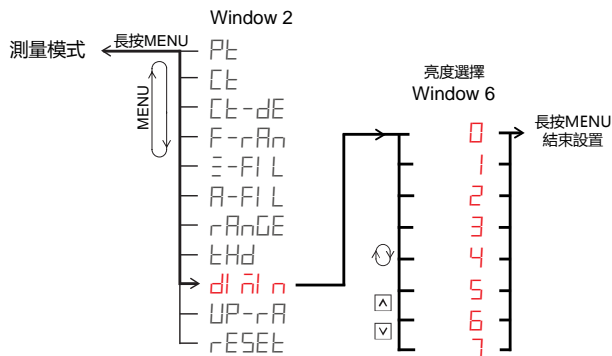 Window 2
測量模式
長按MENU
MENU
Pt
Ct
Ct-dE
F-rAn
Ξ-FIL
A-FIL
rAnGE
tHd
dIMIn
UP-rA
rESEt
亮度選擇
Window 6
0
1
2
3
4
5
6
7
長按MENU
結束設置